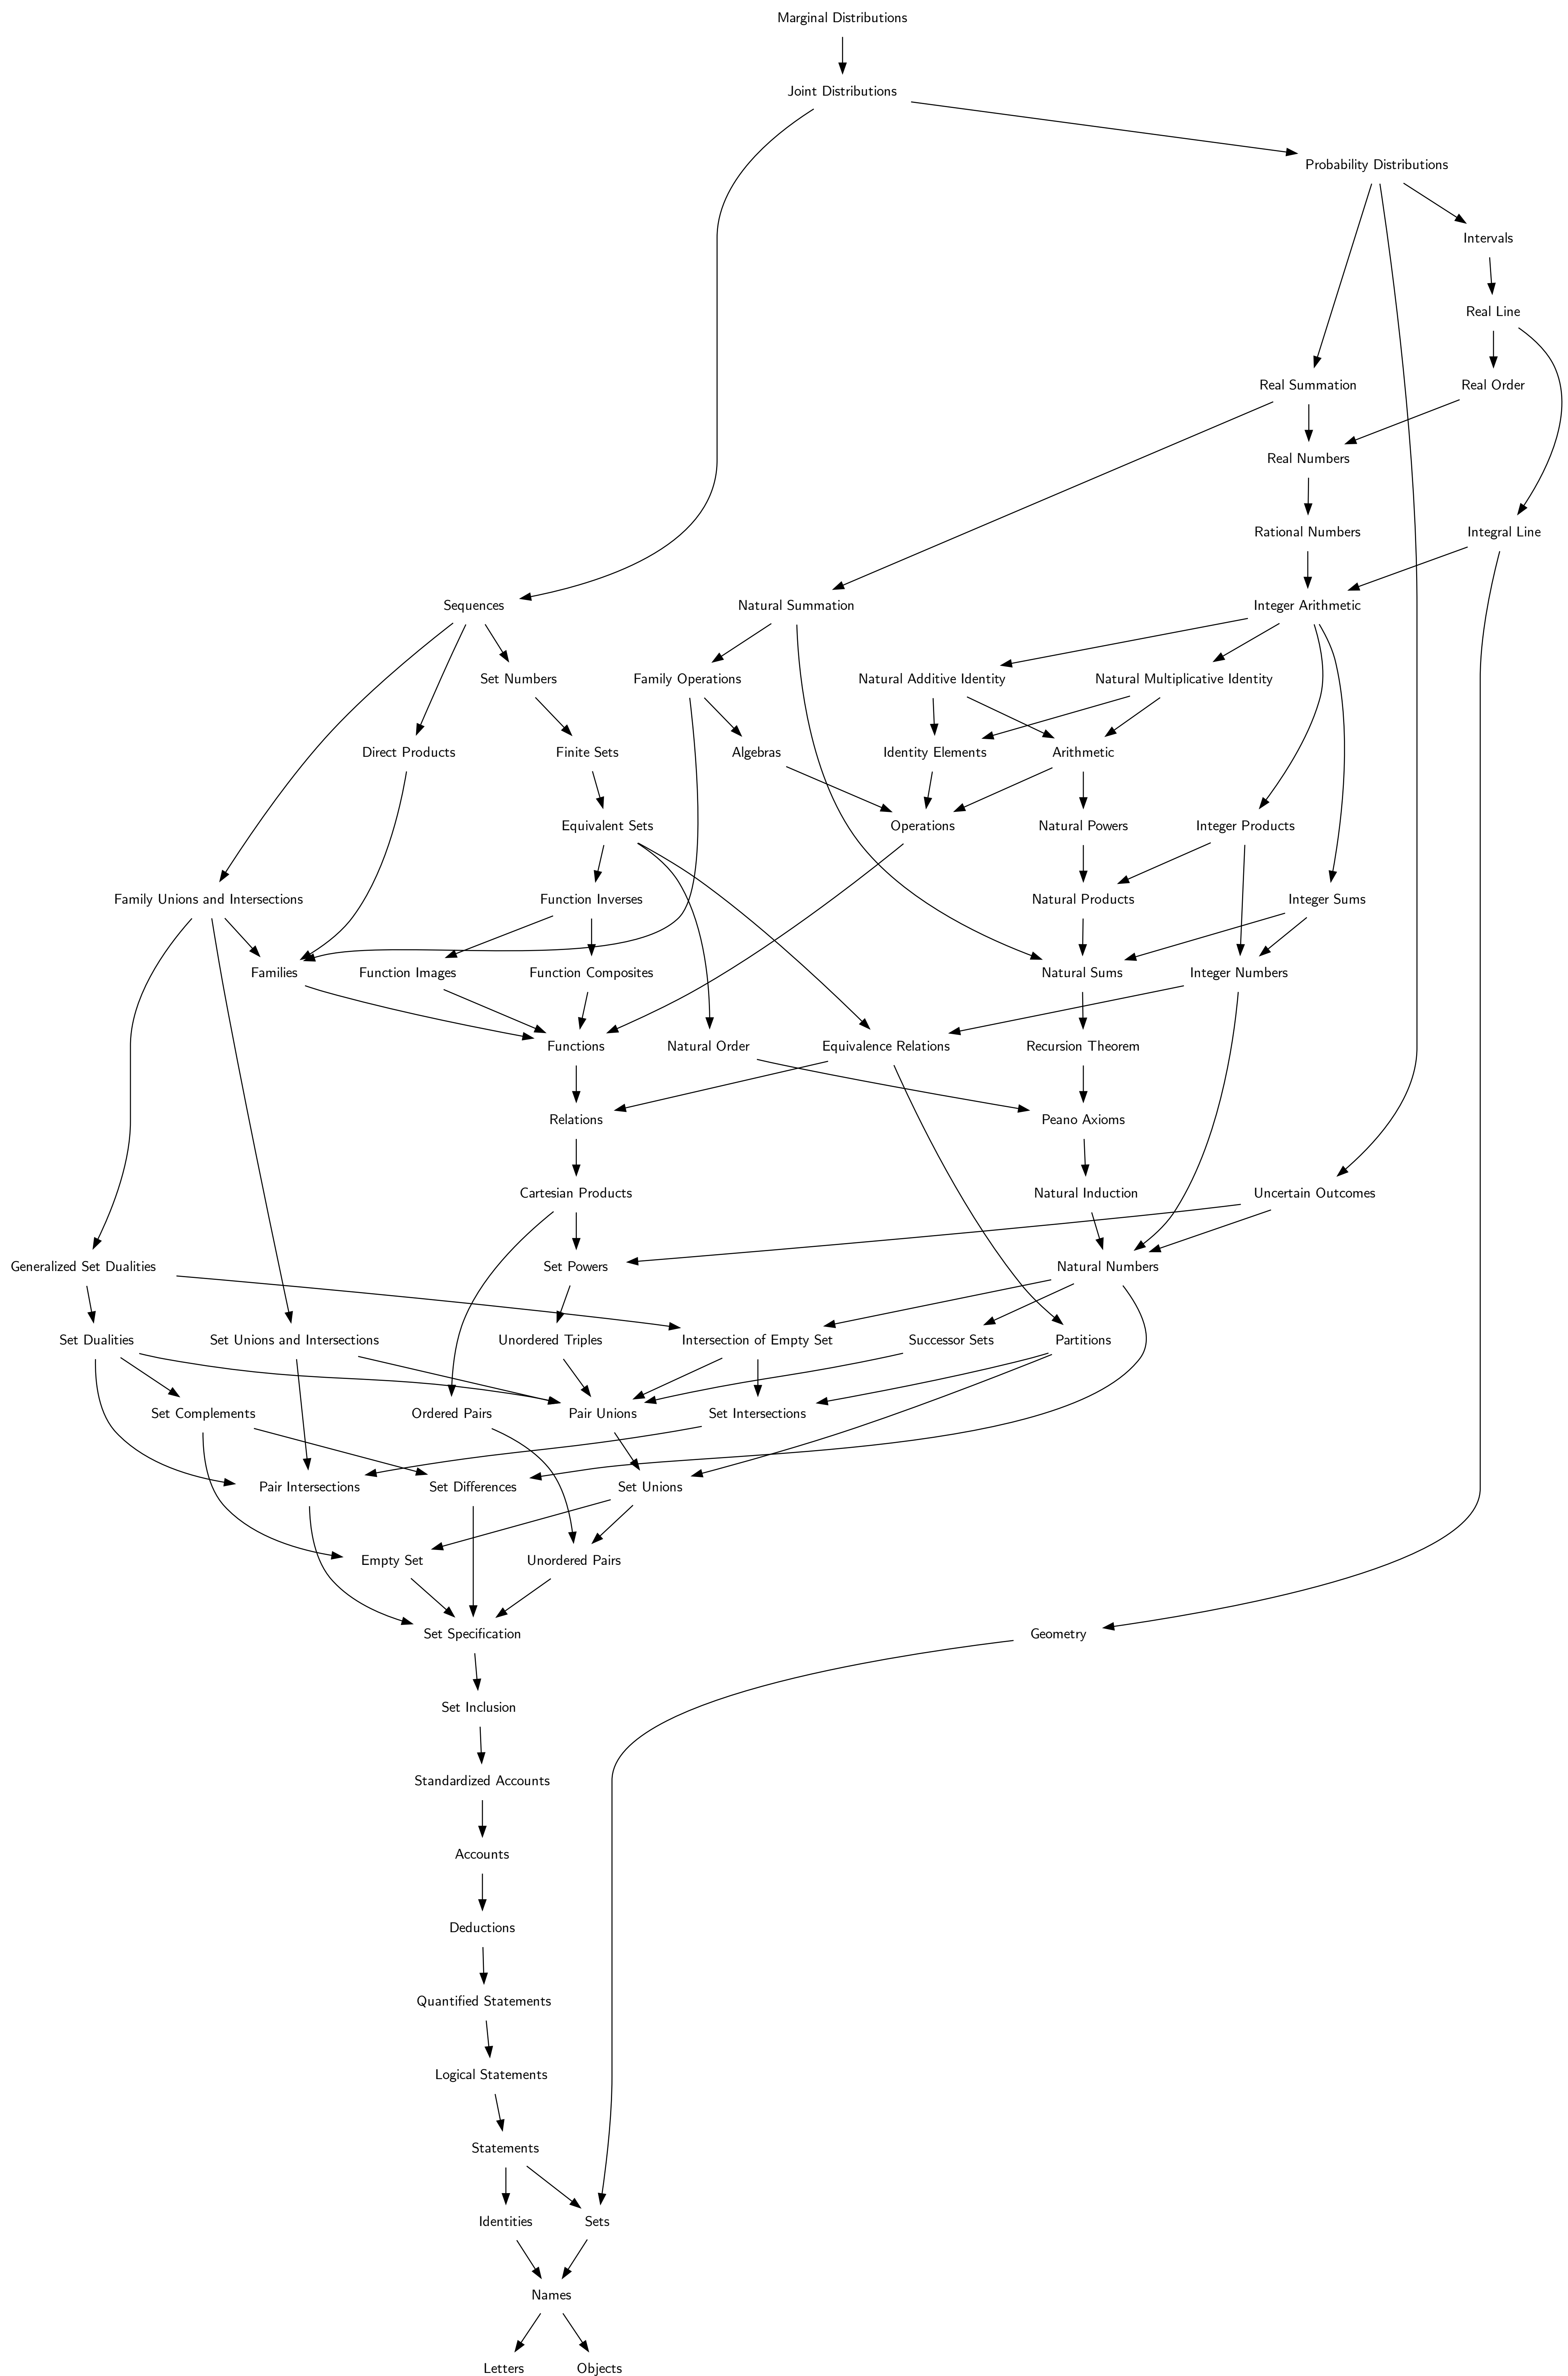 Marginal Distributions
Joint Distributions
Probability Distributions
Intervals
Real Line
Real Summation
Real Order
Real Numbers
Rational Numbers
Integral Line
Sequences
Natural Summation
Integer Arithmetic
Set Numbers
Family Operations
Natural Additive Identity
Natural Multiplicative Identity
Direct Products
Finite Sets
Algebras
Identity Elements
Arithmetic
Equivalent Sets
Operations
Natural Powers
Integer Products
Family Unions and Intersections
Function Inverses
Natural Products
Integer Sums
Families
Function Images
Function Composites
Natural Sums
Integer Numbers
Functions
Natural Order
Equivalence Relations
Recursion Theorem
Relations
Peano Axioms
Cartesian Products
Natural Induction
Uncertain Outcomes
Generalized Set Dualities
Set Powers
Natural Numbers
Set Dualities
Set Unions and Intersections
Unordered Triples
Intersection of Empty Set
Successor Sets
Partitions
Set Complements
Ordered Pairs
Pair Unions
Set Intersections
Pair Intersections
Set Differences
Set Unions
Empty Set
Unordered Pairs
Set Specification
Geometry
Set Inclusion
Standardized Accounts
Accounts
Deductions
Quantified Statements
Logical Statements
Statements
Identities
Sets
Names
Letters
Objects